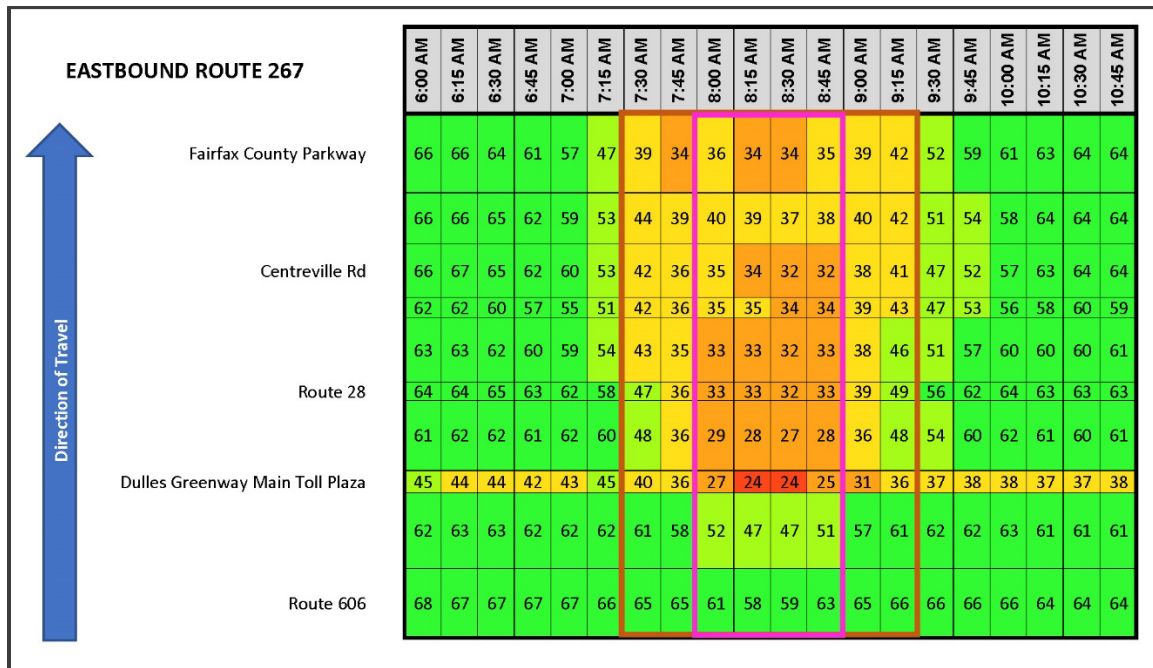 EASTBOUND ROUTE 267
6:00 AM 6:15 AM 6:30 AM 6:45 AM 7:00 AM 7:15 AM 7:30 AM 7:45 AM 8:00 AM 8:15 AM 8:30 AM 8:45 AM 9:00 AM 9:15 AM 9:30 AM 9:45 AM 10:00 AM 10:15 AM 10:30 AM 10:45 AM
Direction of Travel
Fairfax County Parkway 66 66 64 61 57 47 39 34 36 34 34 35 39 42 52 59 61 63 64 64
66 66 65 62 59 53 44 39 40 39 37 38 40 42 51 54 58 64 64 64
Centreville Rd 66 67 65 62 60 53 42 36 35 34 32 32 38 41 47 52 57 63 64 64
62 62 60 57 55 51 42 36 35 35 34 34 39 43 47 53 56 58 60 59
63 63 62 60 59 54 43 35 33 33 32 33 38 46 51 57 60 60 60 61
Route 28 64 64 65 63 62 58 47 36 33 33 32 33 39 49 56 62 64 63 63 63
61 62 62 61 62 60 48 36 29 28 27 28 36 48 54 60 62 61 60 61
Dulles Greenway Main Toll Plaza 45 44 44 42 43 45 40 36 27 24 24 25 31 36 37 38 38 37 37 38
62 63 63 62 62 62 61 58 52 47 47 51 57 61 62 62 63 61 61 61
Route 606 68 67 67 67 67 66 65 65 61 58 59 63 65 66 66 66 66 64 64 64